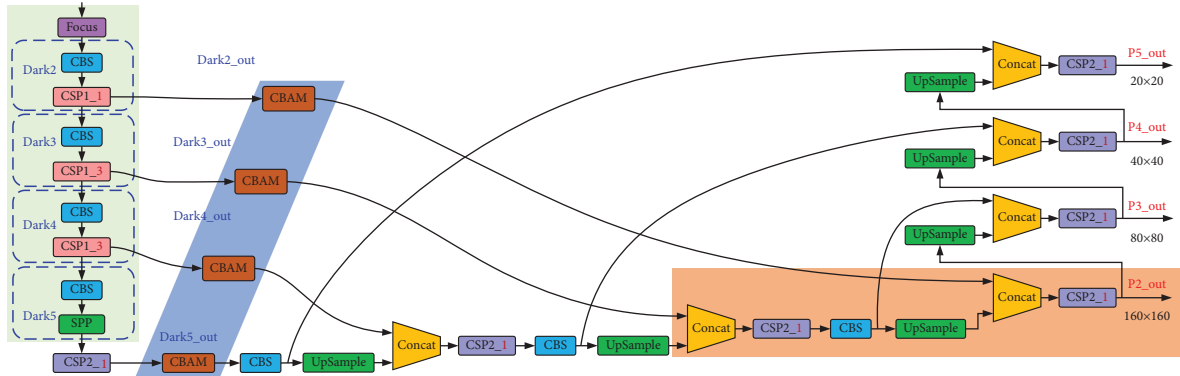 Focus
CBS
Dark2
CSP1_1
CBS
Dark3
CSP1_3
CBS
Dark4
CSP1_3
CBS
Dark5
SPP
CSP2_1
Dark2_out
CBAM
Dark3_out
CBAM
Dark4_out
CBAM
Dark5_out
CBAM
CBS
UpSample
Concat
CSP2_1
CBS
UpSample
Concat
CSP2_1
CBS
UpSample
Concat
CSP2_1
P2_out
160×160
UpSample
Concat
CSP2_1
P3_out
80×80
UpSample
Concat
CSP2_1
P4_out
40×40
UpSample
Concat
CSP2_1
P5_out
20×20